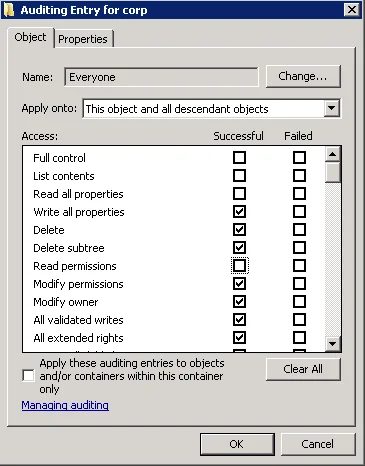 Auditing Entry for corp
Object Properties
Name: Everyone Change...
Apply onto: This object and all descendant objects
Access: Successful Failed
Full control
List contents
Read all properties
Write all properties
Delete
Delete subtree
Read permissions
Modify permissions
Modify owner
All validated writes
All extended rights
Apply these auditing entries to objects
and/or containers within this container
only
Clear All
Managing auditing
OK Cancel